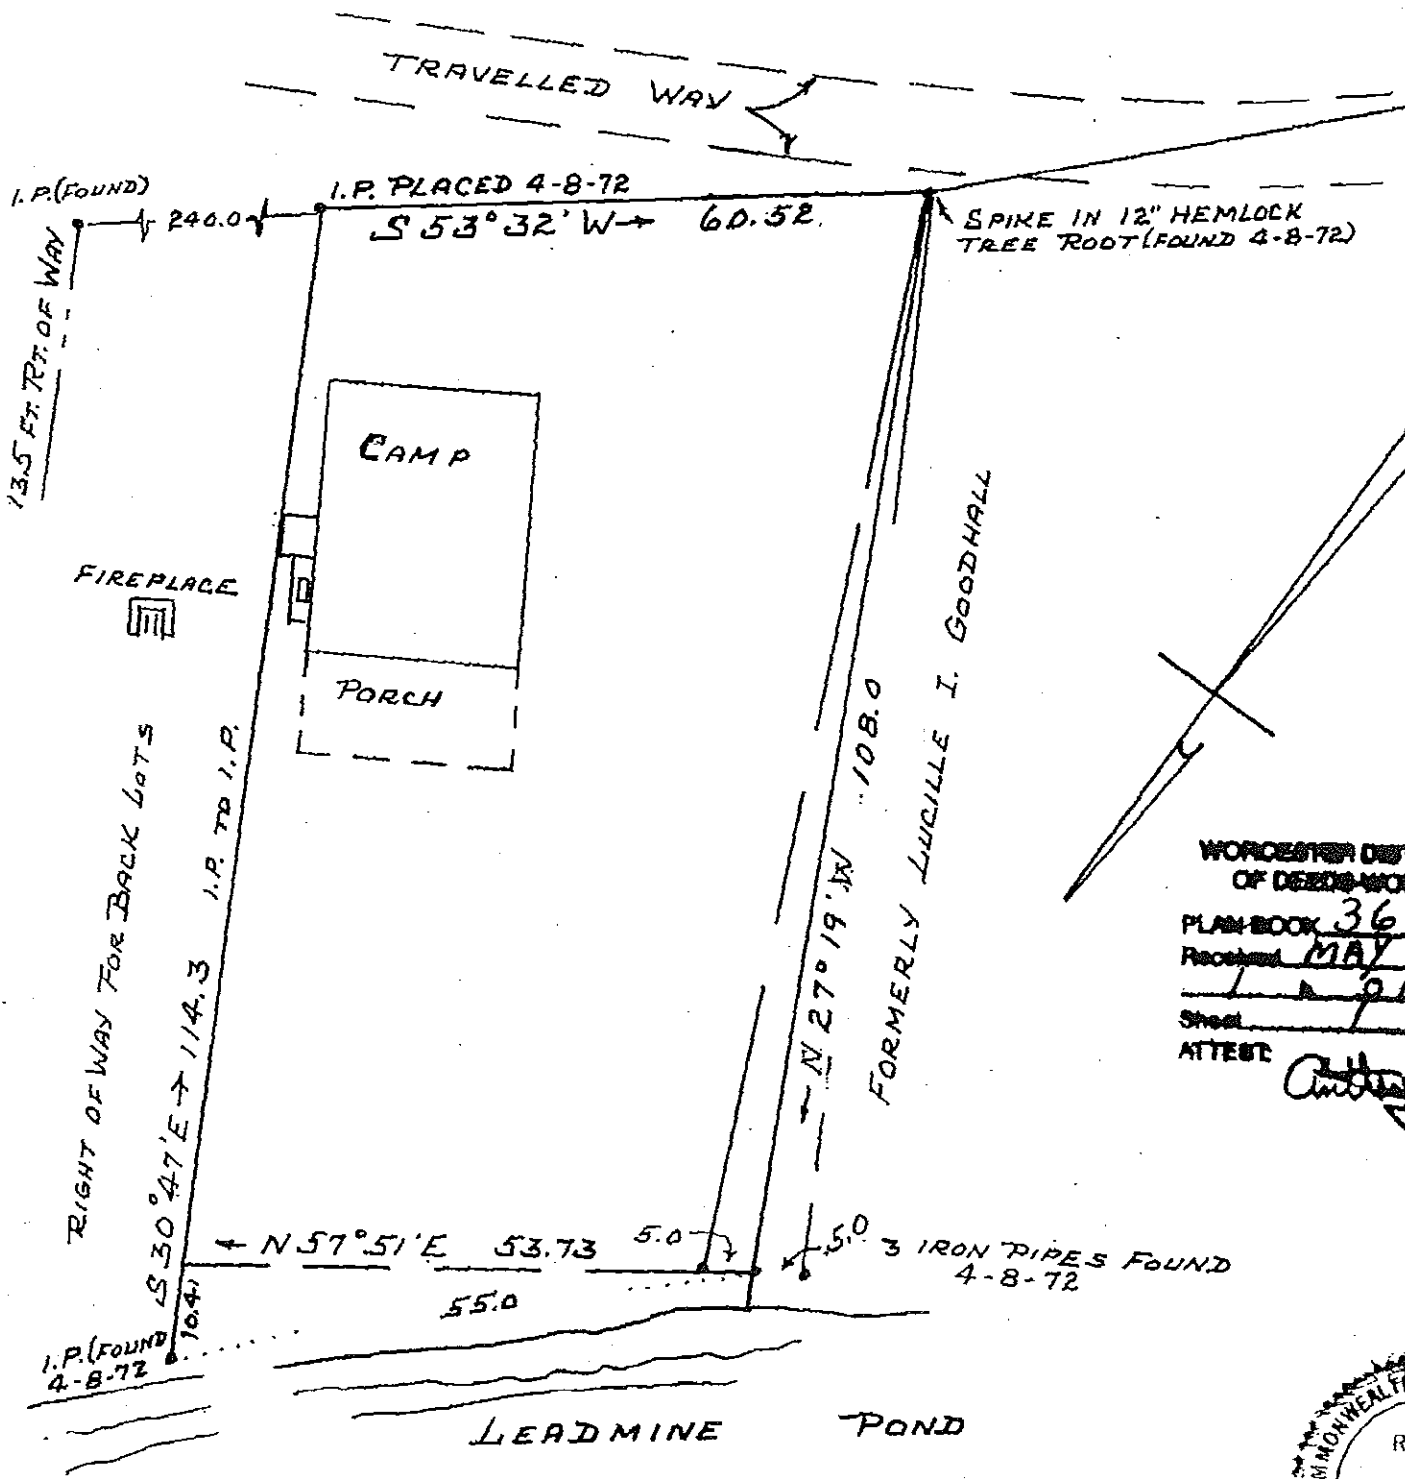 TRAVELLED WAY
I.P. (FOUND)
240.0
I.P. PLACED 4-8-72
S 53° 32' W → 60.52
SPIKE IN 12" HEMLOCK
TREE ROOT (FOUND 4-8-72)
13.5 FT. RT. OF WAY
CAMP
FIREPLACE
PORCH
RIGHT OF WAY FOR BACK LOTS
S 30° 47' E → 114.3 I.P. TO I.P.
← N 27° 19' W 108.0
FORMERLY LUCILLE I. GOODHALL
WORCESTER DIST
OF DEEDS-WO
PLAN BOOK 36
Received MAY
Sheet 1
ATTEST:
← N 57° 51' E 53.73
5.0
5.0
3 IRON PIPES FOUND
4-8-72
55.0
10.41
I.P. (FOUND
4-8-72
LEADMINE POND
MMONWEALT
R